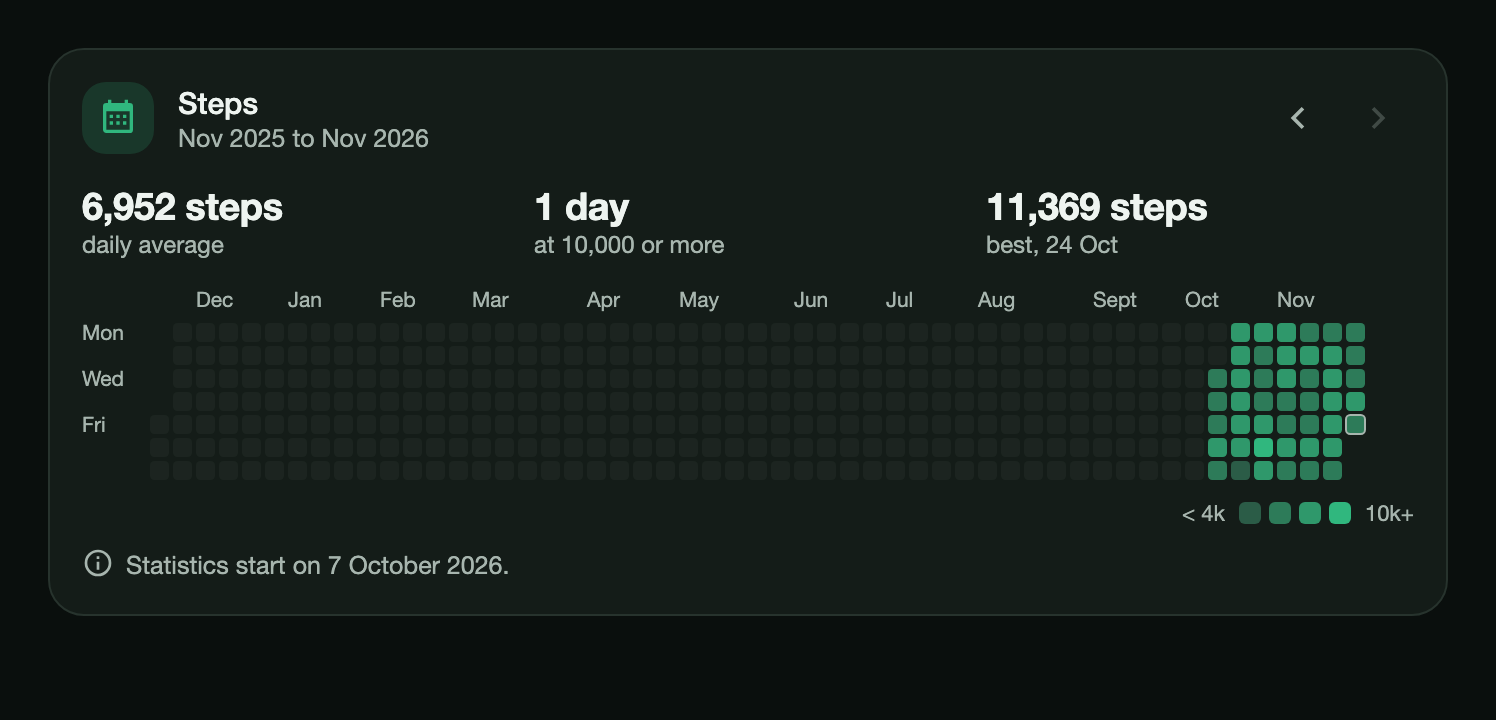 Steps
Nov 2025 to Nov 2026
6,952 steps
daily average
1 day
at 10,000 or more
11,369 steps
best, 24 Oct
Dec Jan Feb Mar Apr May Jun Jul Aug Sept Oct Nov
Mon
Wed
Fri
< 4k 10k+
Statistics start on 7 October 2026.